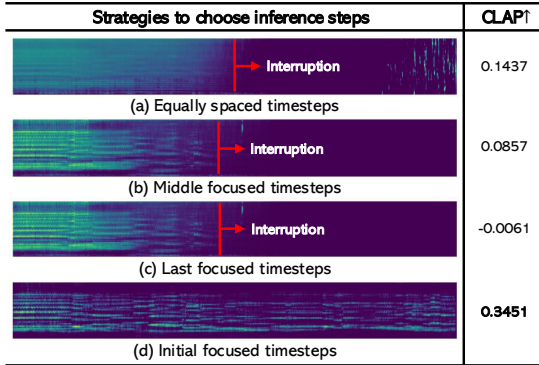 Strategies to choose inference steps CLAP↑
Interruption 0.1437
(a) Equally spaced timesteps
Interruption 0.0857
(b) Middle focused timesteps
Interruption -0.0061
(c) Last focused timesteps
0.3451
(d) Initial focused timesteps